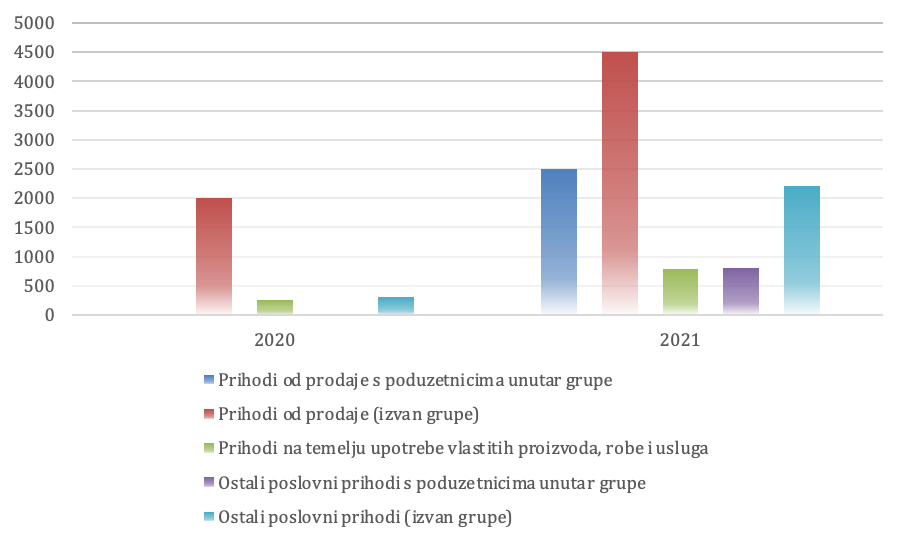 5000
4500
4000
3500
3000
2500
2000
1500
1000
500
0
2020
2021
Prihodi od prodaje s poduzetnicima unutar grupe
Prihodi od prodaje (izvan grupe)
Prihodi na temelju upotrebe vlastitih proizvoda, robe i usluga
Ostali poslovni prihodi s poduzetnicima unutar grupe
Ostali poslovni prihodi (izvan grupe)